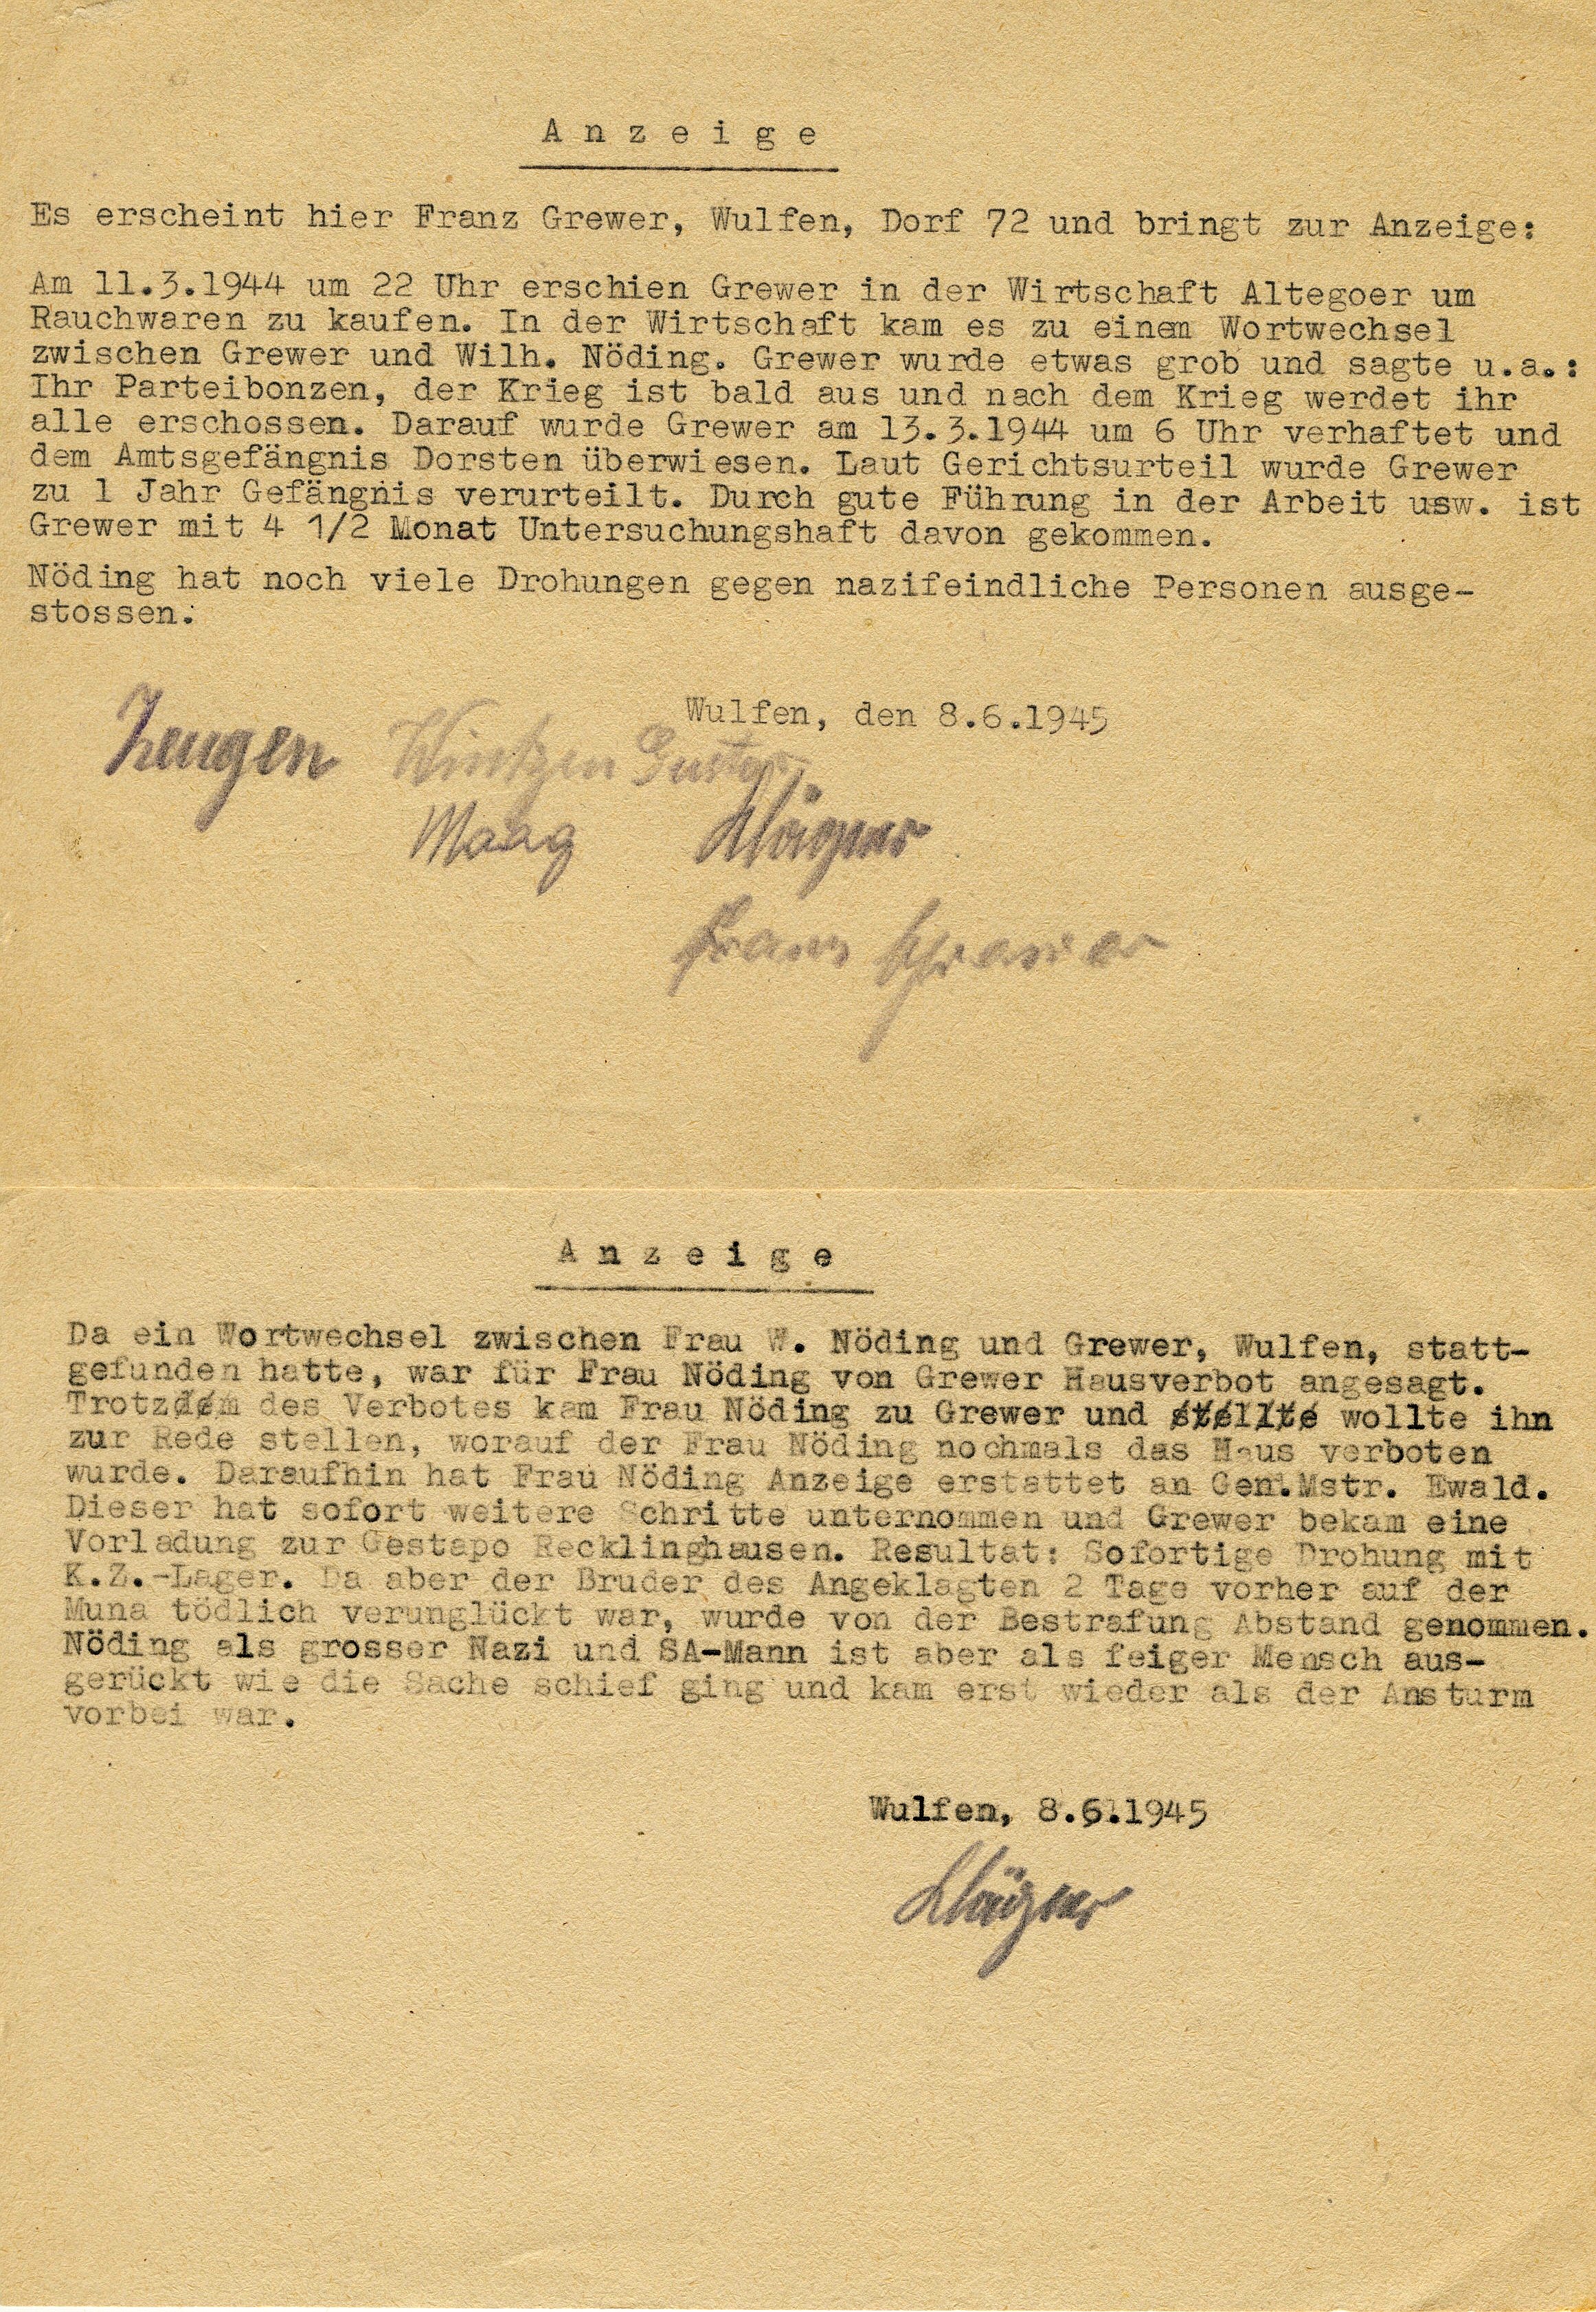 A n z e i g e
Es erscheint hier Franz Grewer, Wulfen, Dorf 72 und bringt zur Anzeige:
Am 11.3.1944 um 22 Uhr erschien Grewer in der Wirtschaft Altegoer um
Rauchwaren zu kaufen. In der Wirtschaft kam es zu einem Wortwechsel
zwischen Grewer und Wilh. Nöding. Grewer wurde etwas grob und sagte u.a.:
Ihr Parteibonzen, der Krieg ist bald aus und nach dem Krieg werdet ihr
alle erschossen. Darauf wurde Grewer am 13.3.1944 um 6 Uhr verhaftet und
dem Amtsgefängnis Dorsten überwiesen. Laut Gerichtsurteil wurde Grewer
zu 1 Jahr Gefängnis verurteilt. Durch gute Führung in der Arbeit usw. ist
Grewer mit 4 1/2 Monat Untersuchungshaft davon gekommen.
Nöding hat noch viele Drohungen gegen nazifeindliche Personen ausge-
stossen.
Wulfen, den 8.6.1945
Zeugen Wintzen Gustav
Maag Kläger
Franz Grewer
A n z e i g e
Da ein Wortwechsel zwischen Frau W. Nöding und Grewer, Wulfen, statt-
gefunden hatte, war für Frau Nöding von Grewer Hausverbot angesagt.
Trotzdem des Verbotes kam Frau Nöding zu Grewer und stellte wollte ihn
zur Rede stellen, worauf der Frau Nöding nochmals das Haus verboten
wurde. Daraufhin hat Frau Nöding Anzeige erstattet an Gen.Mstr. Ewald.
Dieser hat sofort weitere Schritte unternommen und Grewer bekam eine
Vorladung zur Gestapo Recklinghausen. Resultat: Sofortige Drohung mit
K.Z.-Lager. Da aber der Bruder des Angeklagten 2 Tage vorher auf der
Muna tödlich verunglückt war, wurde von der Bestrafung Abstand genommen.
Nöding als grosser Nazi und SA-Mann ist aber als feiger Mensch aus-
gerückt wie die Sache schief ging und kam erst wieder als der Ansturm
vorbei war.
Wulfen, 8.6.1945
Kläger